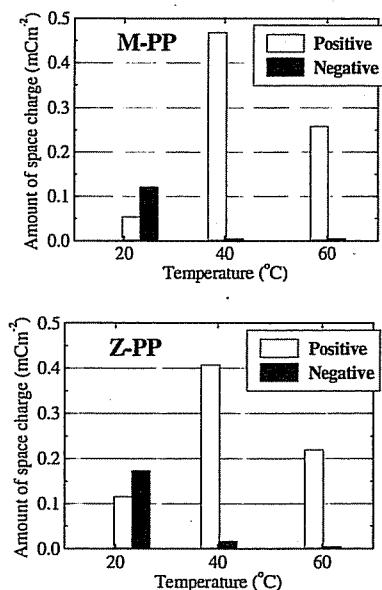 M-PP
Positive
Negative
Amount of space charge (mCm⁻²)
0.5
0.4
0.3
0.2
0.1
0.0
20 40 60
Temperature (°C)
Z-PP
Positive
Negative
Amount of space charge (mCm⁻²)
0.5
0.4
0.3
0.2
0.1
0.0
20 40 60
Temperature (°C)